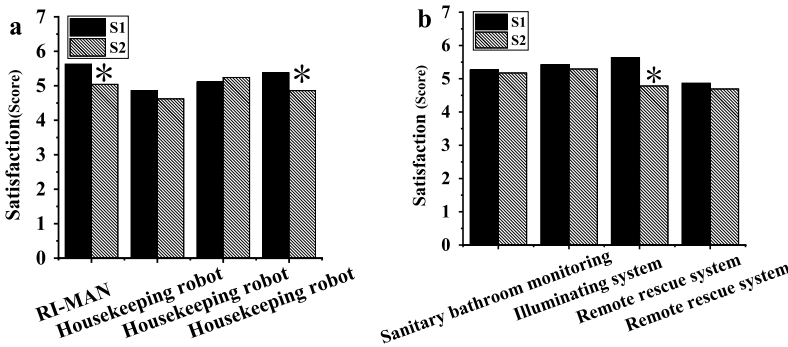 a
S1
S2
Satisfaction(Score)
7
6
5
4
3
2
1
0
*
*
RI-MAN
Housekeeping robot
Housekeeping robot
Housekeeping robot
b
S1
S2
Satisfaction (Score)
7
6
5
4
3
2
1
0
*
Sanitary bathroom monitoring
Illuminating system
Remote rescue system
Remote rescue system